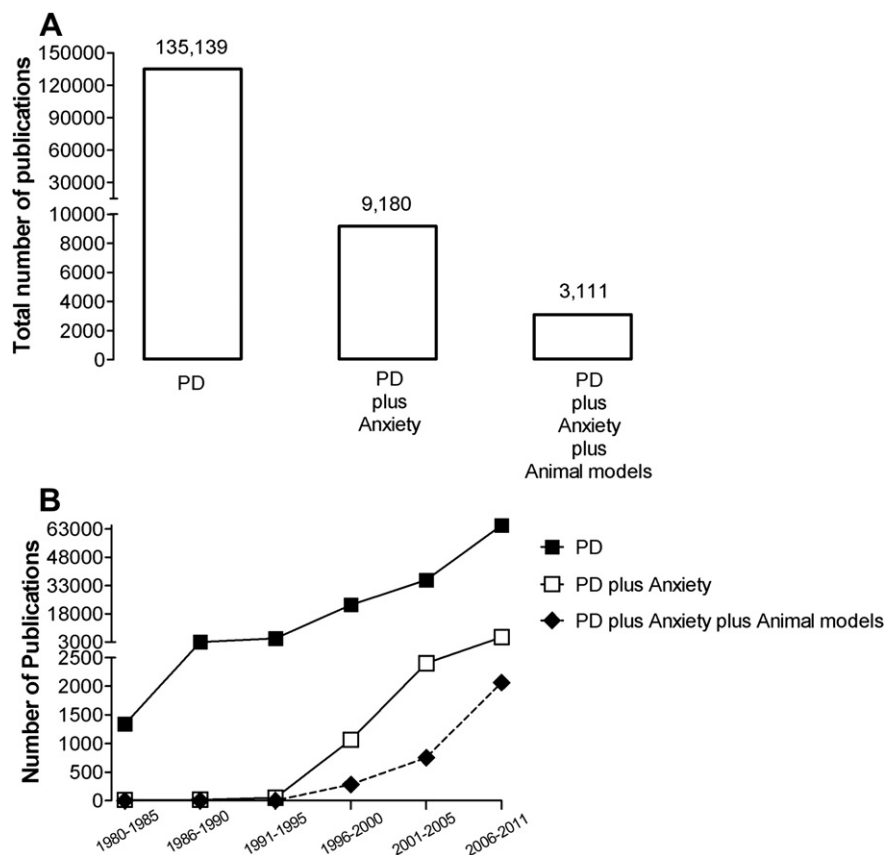 A
Total number of publications
150000
120000
90000
60000
30000
10000
8000
6000
4000
2000
0
135,139
9,180
3,111
PD
PD
plus
Anxiety
PD
plus
Anxiety
plus
Animal models
B
Number of Publications
63000
48000
33000
18000
3000
2500
2000
1500
1000
500
0
1980-1985
1986-1990
1991-1995
1996-2000
2001-2005
2006-2011
PD
PD plus Anxiety
PD plus Anxiety plus Animal models